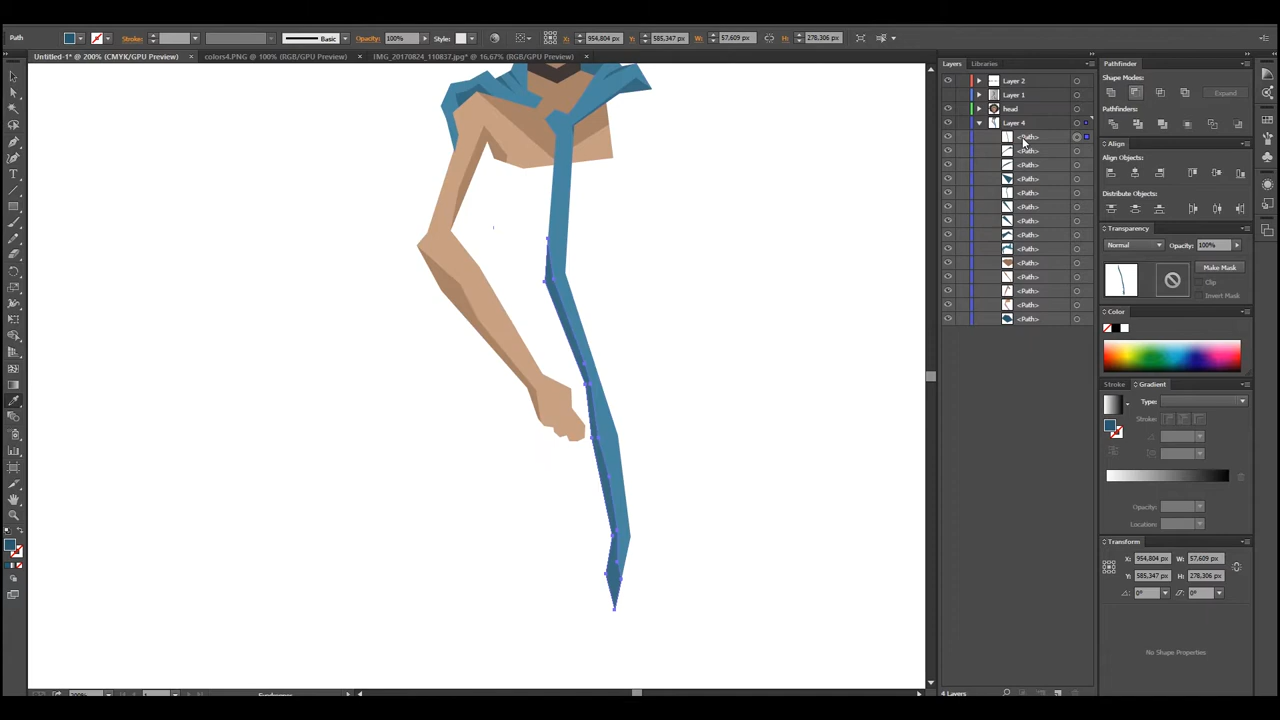 Path
Stroke:
Basic
Opacity:
100%
Style:
X:
954,804 px
Y:
585,347 px
W:
57,609 px
H:
278,306 px
Untitled-1* @ 200% (CMYK/GPU Preview)
colors4.PNG @ 100% (RGB/GPU Preview)
IMG_20170824_110837.jpg* @ 16,67% (RGB/GPU Preview)
Layers
Libraries
Layer 2
Layer 1
head
Layer 4
<Path>
<Path>
<Path>
<Path>
<Path>
<Path>
<Path>
<Path>
<Path>
<Path>
<Path>
<Path>
<Path>
<Path>
4 Layers
Pathfinder
Shape Modes:
Expand
Pathfinders:
Align
Align Objects:
Distribute Objects:
Transparency
Normal
Opacity:
100%
Make Mask
Clip
Invert Mask
Color
Stroke
Gradient
Type:
Stroke:
Opacity:
Location:
Transform
X:
954,804 px
W:
57,609 px
Y:
585,347 px
H:
278,306 px
0°
0°
No Shape Properties
200%